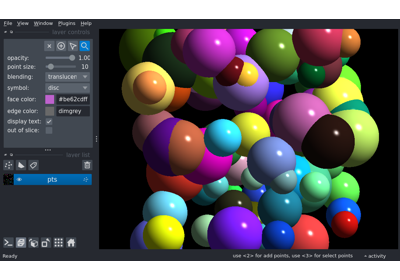 File View Window Plugins Help
layer controls
opacity: 1.00
point size: 10
blending: translucen
symbol: disc
face color: #be62cdff
edge color: dimgrey
display text:
out of slice:
layer list
pts
Ready use <2> for add points, use <3> for select points activity